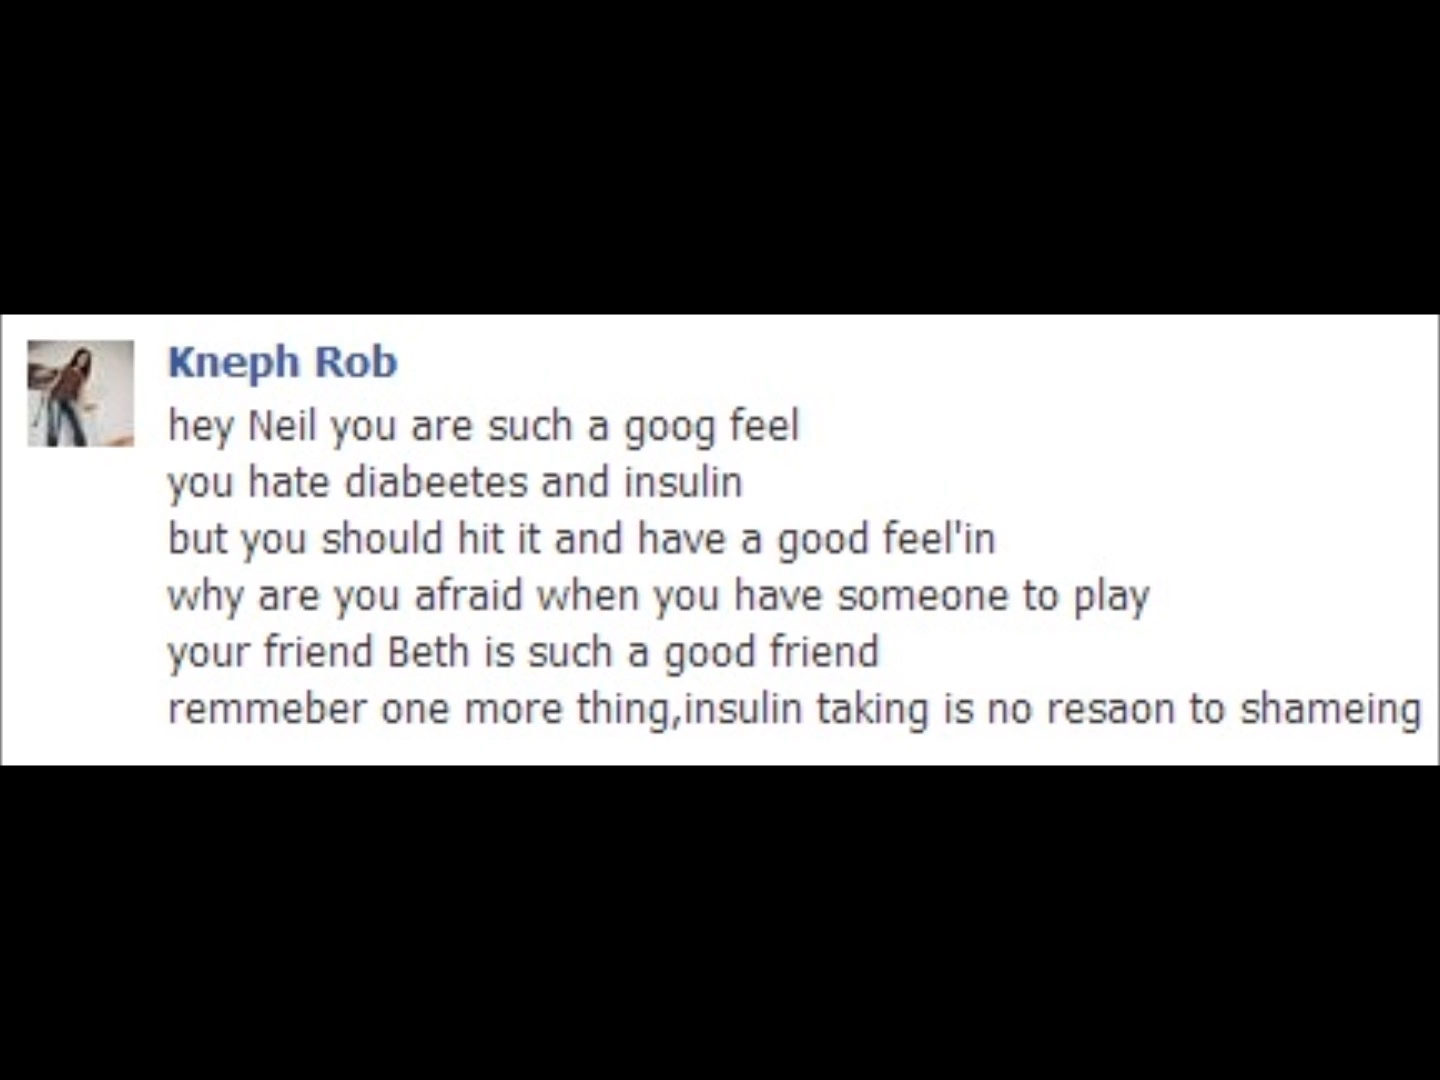 Kneph Rob
hey Neil you are such a goog feel
you hate diabeetes and insulin
but you should hit it and have a good feel'in
why are you afraid when you have someone to play
your friend Beth is such a good friend
remmeber one more thing,insulin taking is no resaon to shameing